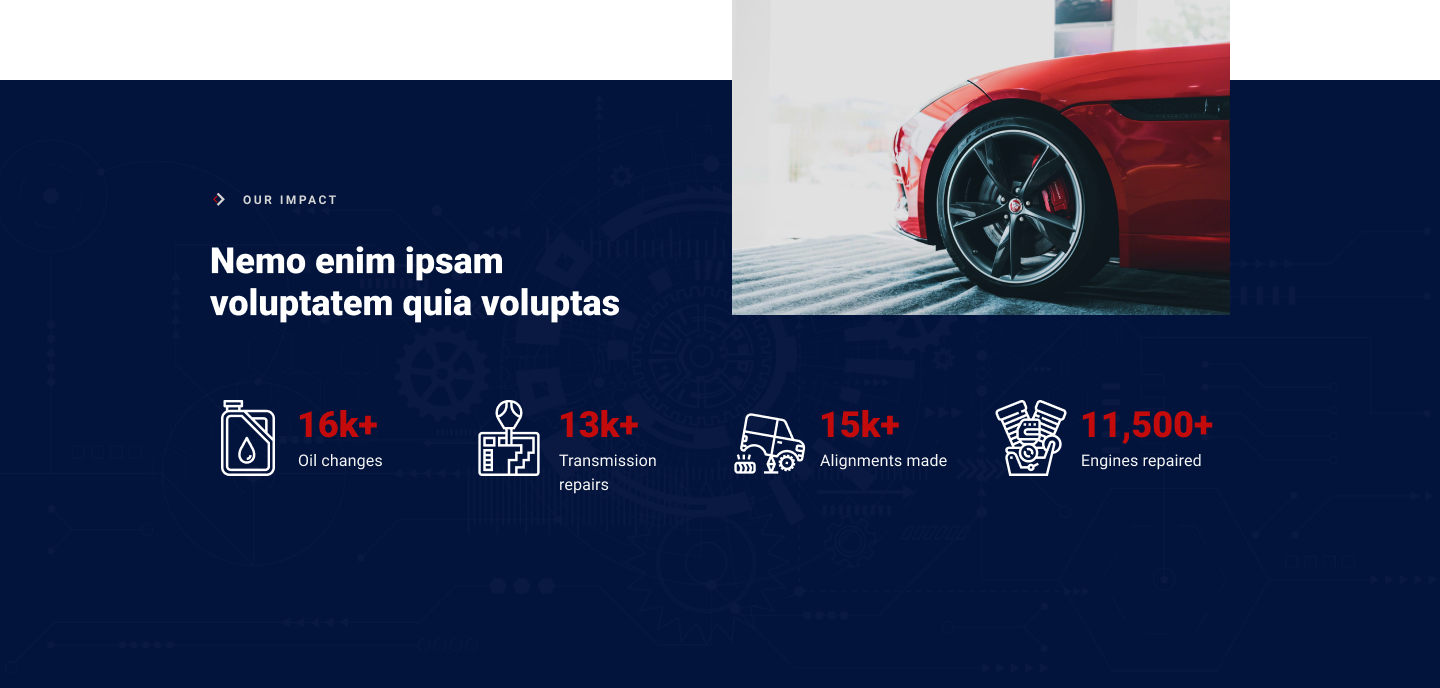 OUR IMPACT
Nemo enim ipsam
voluptatem quia voluptas
16k+
Oil changes
13k+
Transmission
repairs
15k+
Alignments made
11,500+
Engines repaired